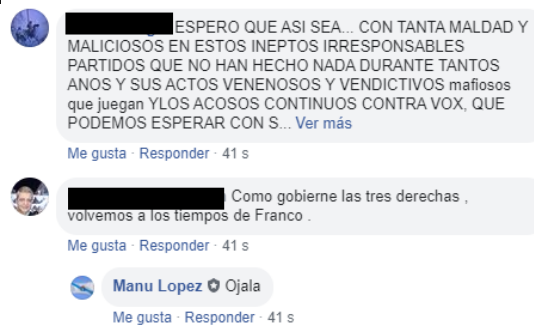 ESPERO QUE ASI SEA... CON TANTA MALDAD Y
MALICIOSOS EN ESTOS INEPTOS IRRESPONSABLES
PARTIDOS QUE NO HAN HECHO NADA DURANTE TANTOS
ANOS Y SUS ACTOS VENENOSOS Y VENDICTIVOS mafiosos
que juegan YLOS ACOSOS CONTINUOS CONTRA VOX, QUE
PODEMOS ESPERAR CON S... Ver más
Me gusta · Responder · 41 s
Como gobierne las tres derechas ,
volvemos a los tiempos de Franco .
Me gusta · Responder · 41 s
Manu Lopez Ojala
Me gusta · Responder · 41 s